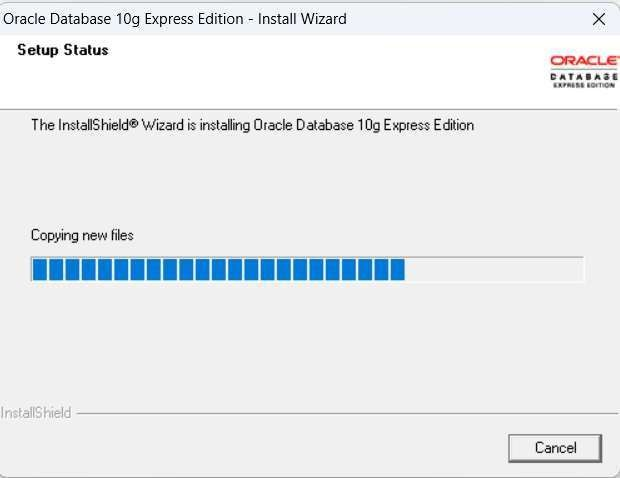 Oracle Database 10g Express Edition - Install Wizard
Setup Status
ORACLE
DATABASE
EXPRESS EDITION
The InstallShield® Wizard is installing Oracle Database 10g Express Edition
Copying new files
InstallShield
Cancel